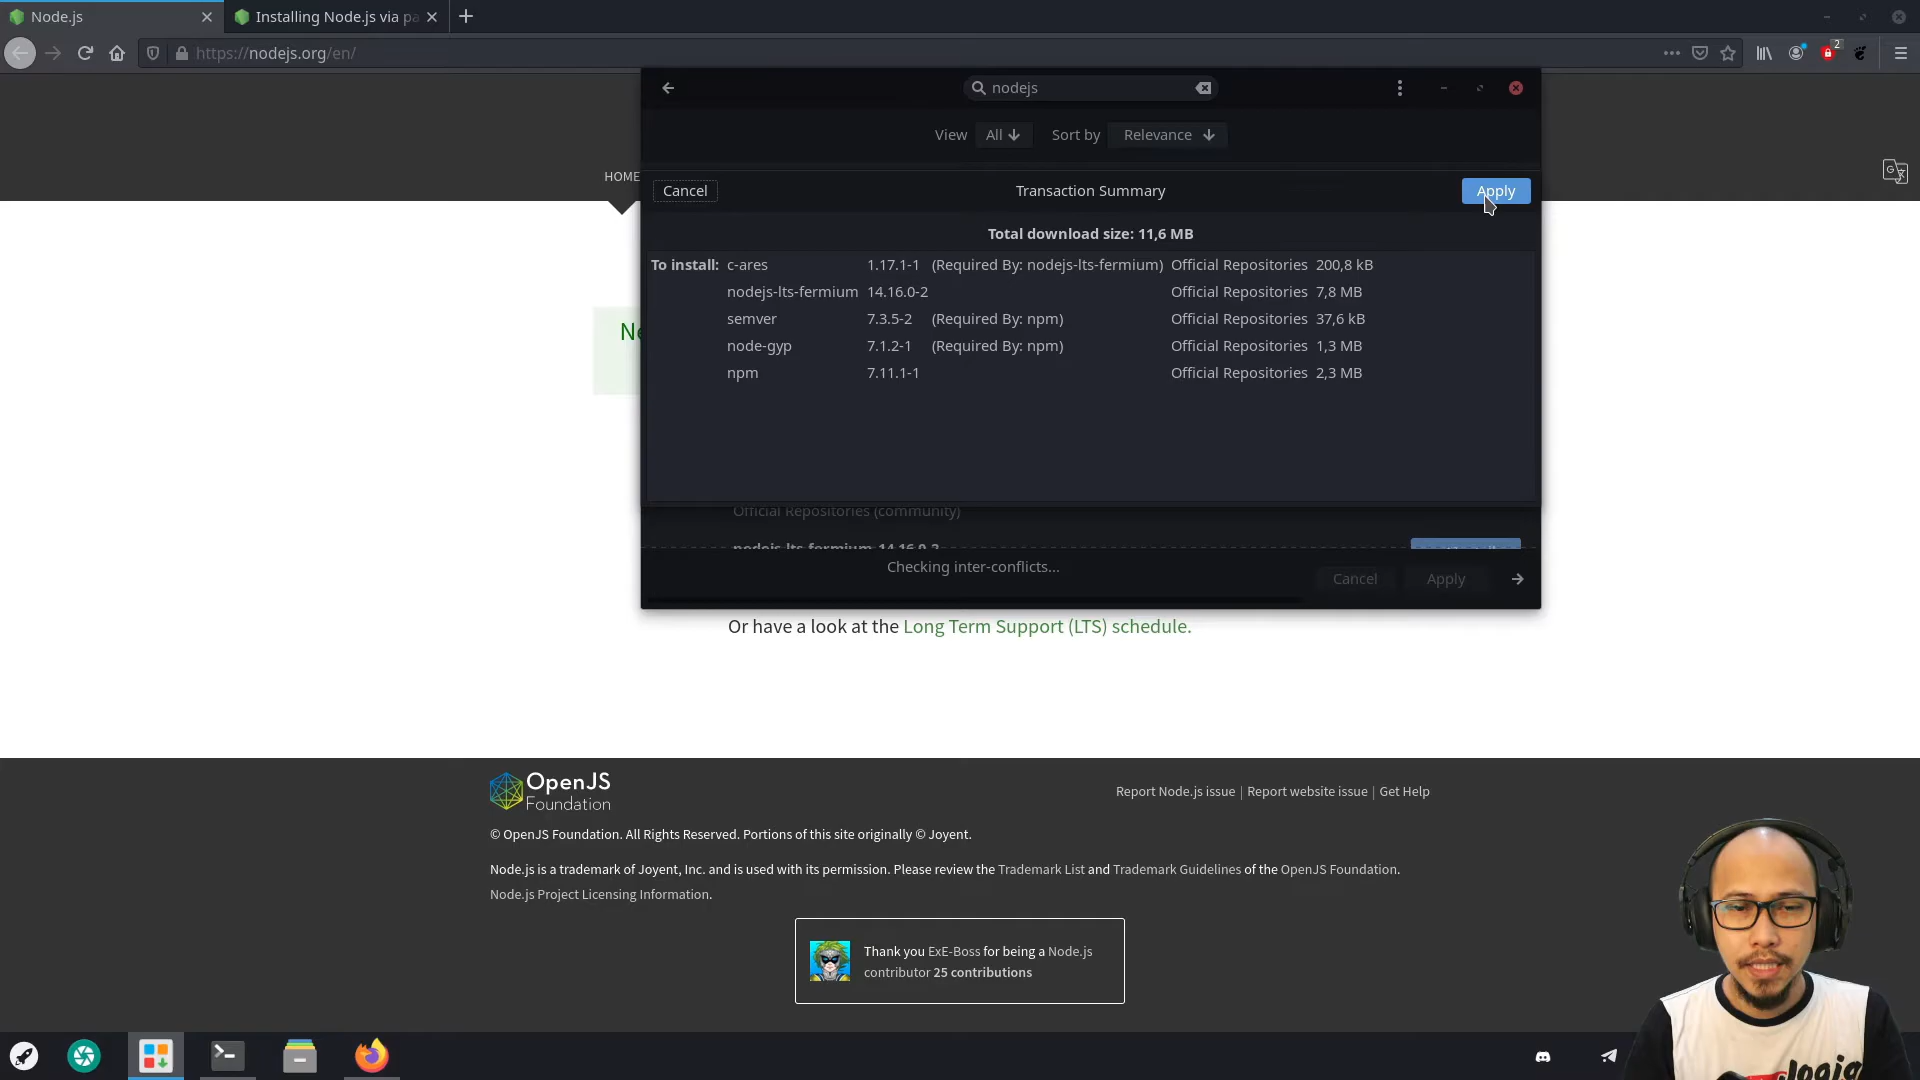 Node.js
Installing Node.js via pa
https://nodejs.org/en/
2
nodejs
View All Sort by Relevance
HOME
Cancel Transaction Summary Apply
Total download size: 11,6 MB
To install: c-ares 1.17.1-1 (Required By: nodejs-lts-fermium) Official Repositories 200,8 kB
nodejs-lts-fermium 14.16.0-2 Official Repositories 7,8 MB
semver 7.3.5-2 (Required By: npm) Official Repositories 37,6 kB
node-gyp 7.1.2-1 (Required By: npm) Official Repositories 1,3 MB
npm 7.11.1-1 Official Repositories 2,3 MB
Ne
Official Repositories (community)
nodejs-lts-fermium 14.16.0-2
Checking inter-conflicts...
Cancel Apply
Or have a look at the Long Term Support (LTS) schedule.
OpenJS
Foundation
Report Node.js issue | Report website issue | Get Help
© OpenJS Foundation. All Rights Reserved. Portions of this site originally © Joyent.
Node.js is a trademark of Joyent, Inc. and is used with its permission. Please review the Trademark List and Trademark Guidelines of the OpenJS Foundation.
Node.js Project Licensing Information.
Thank you ExE-Boss for being a Node.js
contributor 25 contributions